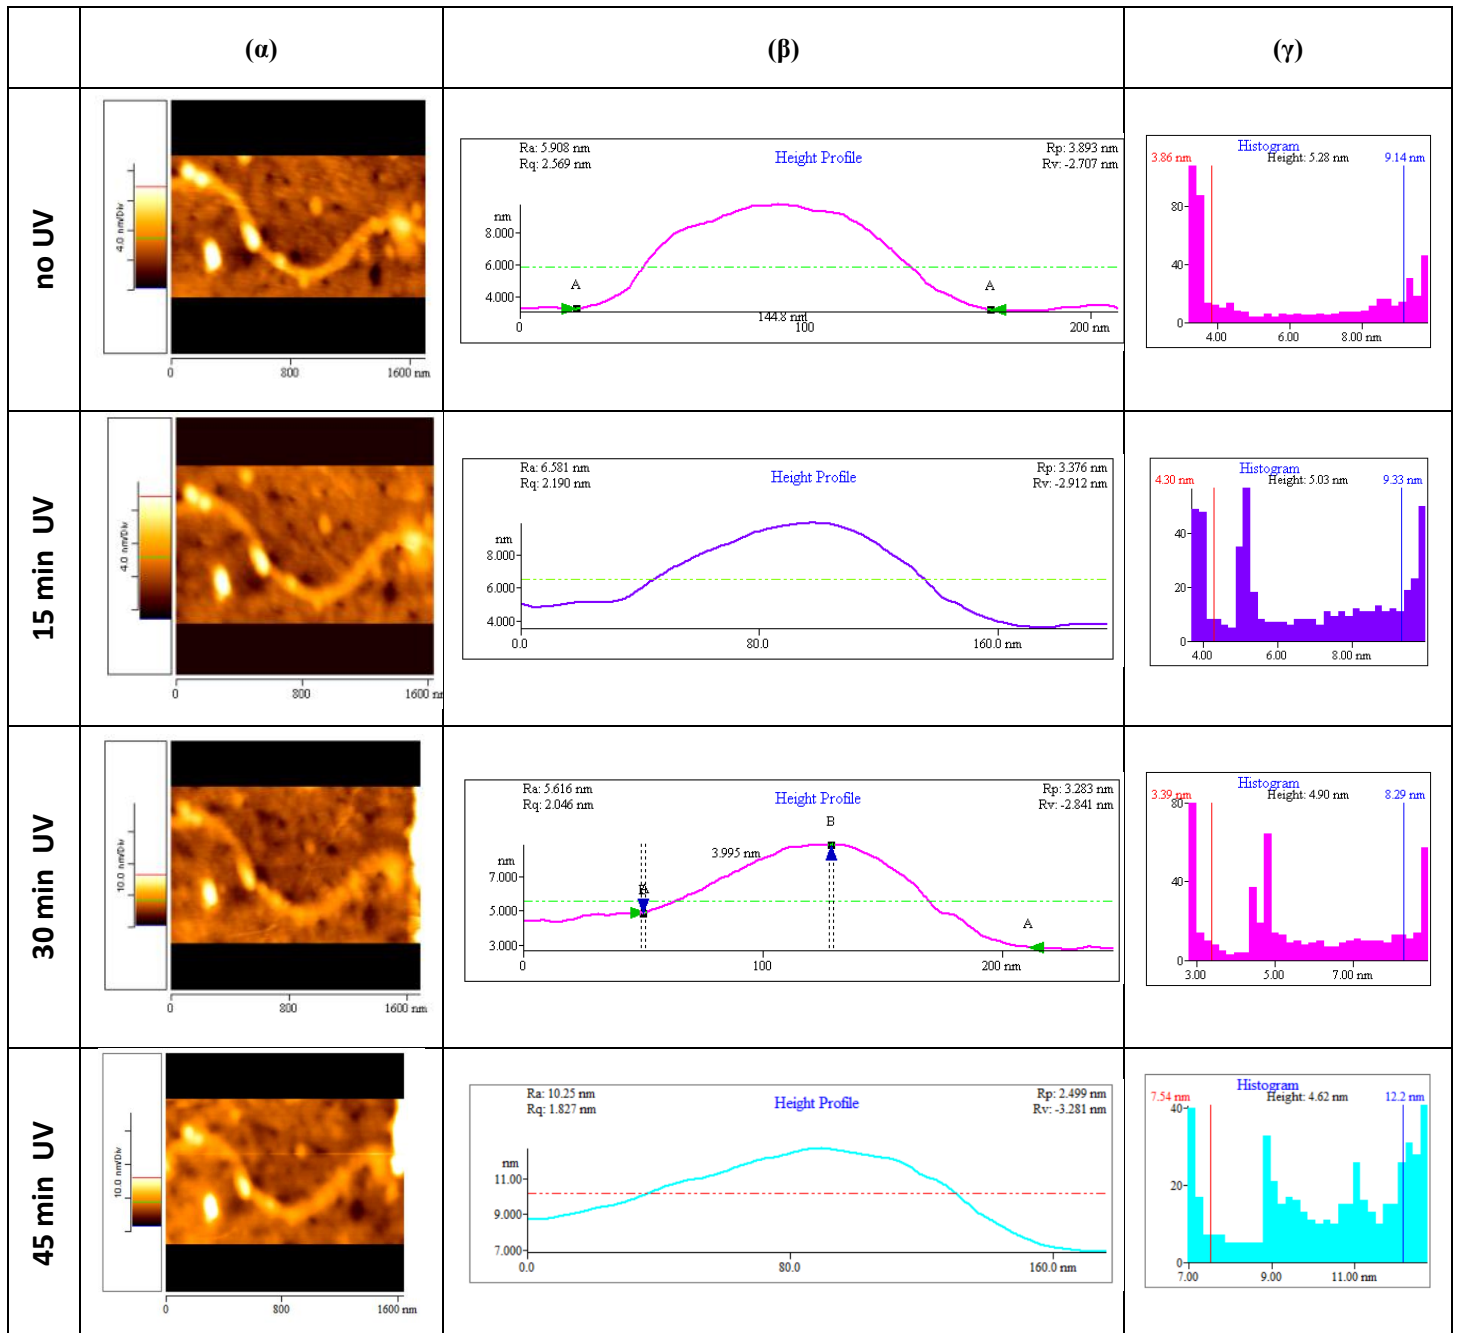 (α) (β) (γ)
no UV
4.0 nm/Div
0 800 1600 nm
Ra: 5.908 nm
Rq: 2.569 nm
Height Profile
Rp: 3.893 nm
Rv: -2.707 nm
nm
8.000
6.000
4.000
A A
144.8 nm
0 100 200 nm
Histogram
3.86 nm Height: 5.28 nm 9.14 nm
80
40
0
4.00 6.00 8.00 nm
15 min UV
4.0 nm/Div
0 800 1600
Ra: 6.581 nm
Rq: 2.190 nm
Height Profile
Rp: 3.376 nm
Rv: -2.912 nm
nm
8.000
6.000
4.000
0.0 80.0 160.0 nm
Histogram
4.30 nm Height: 5.03 nm 9.33 nm
40
20
0
4.00 6.00 8.00 nm
30 min UV
10.0 nm/Div
0 800 1600 nm
Ra: 5.616 nm
Rq: 2.046 nm
Height Profile
Rp: 3.283 nm
Rv: -2.841 nm
B
3.995 nm
nm
7.000
5.000
3.000
A
0 100 200 nm
Histogram
3.39 nm Height: 4.90 nm 8.29 nm
80
40
0
3.00 5.00 7.00 nm
45 min UV
10.0 nm/Div
0 800 1600 nm
Ra: 10.25 nm
Rq: 1.827 nm
Height Profile
Rp: 2.499 nm
Rv: -3.281 nm
nm
11.00
9.000
7.000
0.0 80.0 160.0 nm
Histogram
7.54 nm Height: 4.62 nm 12.2 nm
40
20
0
7.00 9.00 11.00 nm